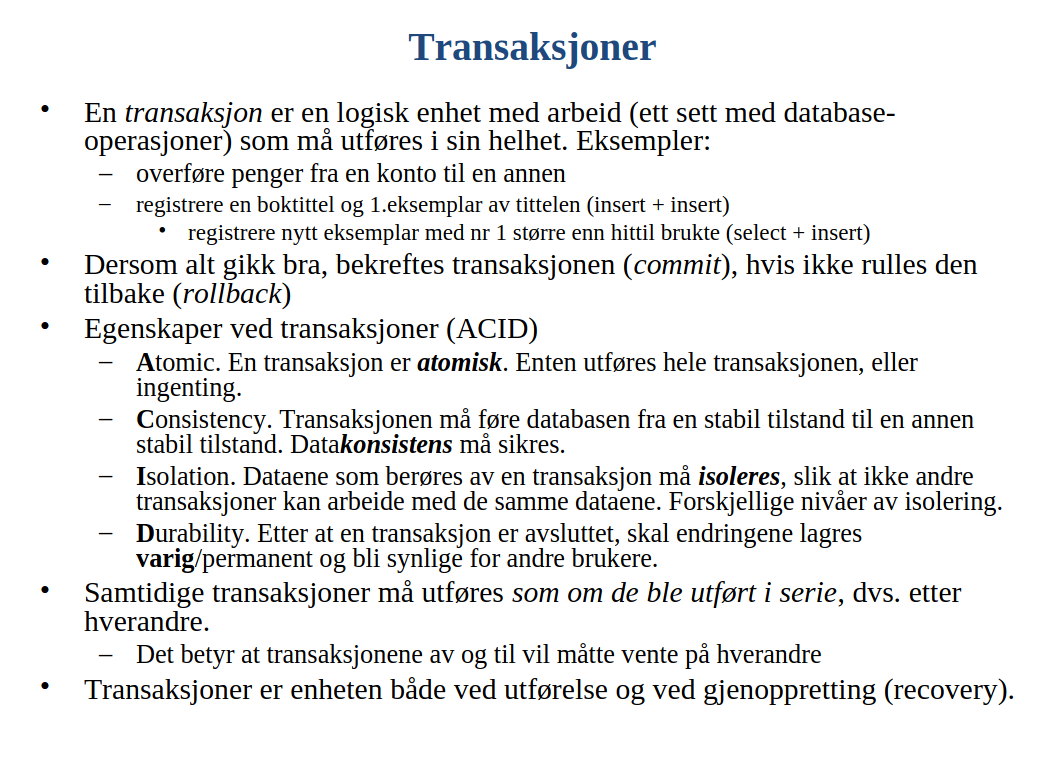 Transaksjoner
• En transaksjon er en logisk enhet med arbeid (ett sett med database-
operasjoner) som må utføres i sin helhet. Eksempler:
– overføre penger fra en konto til en annen
– registrere en boktittel og 1.eksemplar av tittelen (insert + insert)
• registrere nytt eksemplar med nr 1 større enn hittil brukte (select + insert)
• Dersom alt gikk bra, bekreftes transaksjonen (commit), hvis ikke rulles den
tilbake (rollback)
• Egenskaper ved transaksjoner (ACID)
– Atomic. En transaksjon er atomisk. Enten utføres hele transaksjonen, eller
ingenting.
– Consistency. Transaksjonen må føre databasen fra en stabil tilstand til en annen
stabil tilstand. Datakonsistens må sikres.
– Isolation. Dataene som berøres av en transaksjon må isoleres, slik at ikke andre
transaksjoner kan arbeide med de samme dataene. Forskjellige nivåer av isolering.
– Durability. Etter at en transaksjon er avsluttet, skal endringene lagres
varig/permanent og bli synlige for andre brukere.
• Samtidige transaksjoner må utføres som om de ble utført i serie, dvs. etter
hverandre.
– Det betyr at transaksjonene av og til vil måtte vente på hverandre
• Transaksjoner er enheten både ved utførelse og ved gjenoppretting (recovery).